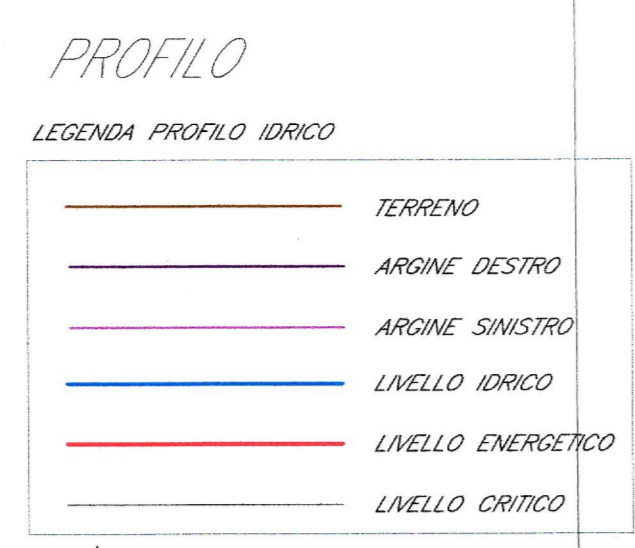 PROFILO
LEGENDA PROFILO IDRICO
TERRENO
ARGINE DESTRO
ARGINE SINISTRO
LIVELLO IDRICO
LIVELLO ENERGETICO
LIVELLO CRITICO